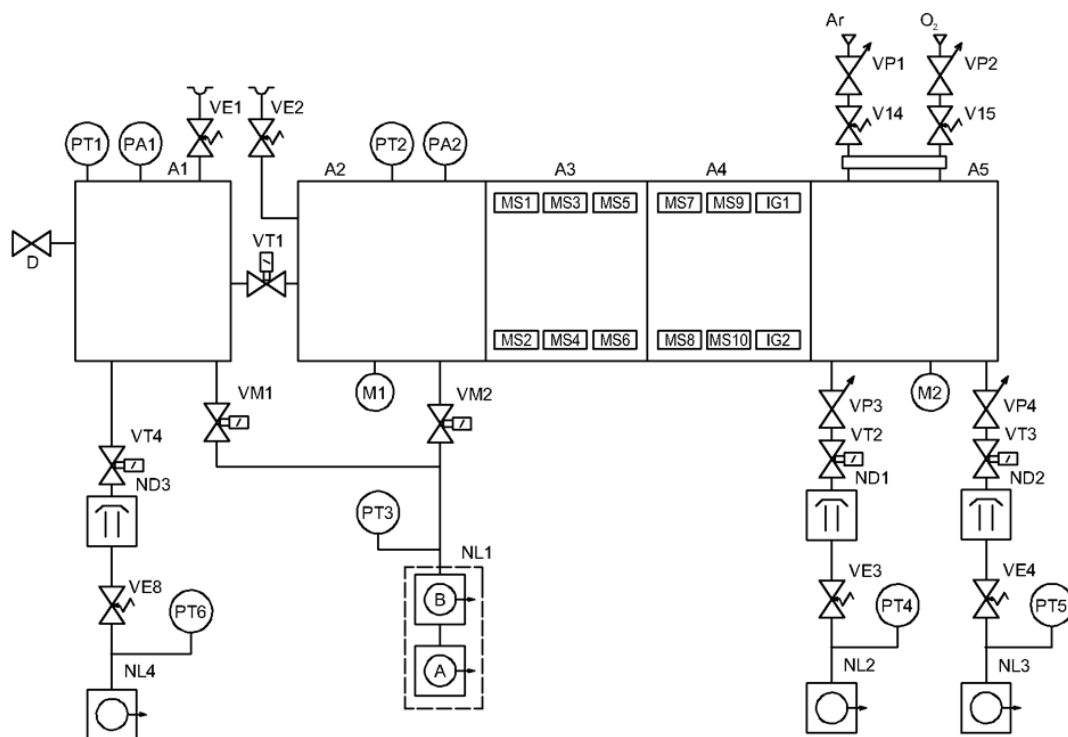 Ar
O₂
VP1
VP2
VE1
VE2
V14
V15
PT1
PA1
PT2
PA2
A1
A2
A3
A4
A5
MS1
MS3
MS5
MS7
MS9
IG1
VT1
D
MS2
MS4
MS6
MS8
MS10
IG2
M1
M2
VM1
VM2
VP3
VP4
VT4
VT2
VT3
ND3
ND1
ND2
PT3
NL1
VE8
B
VE3
VE4
PT6
PT4
PT5
NL4
A
NL2
NL3